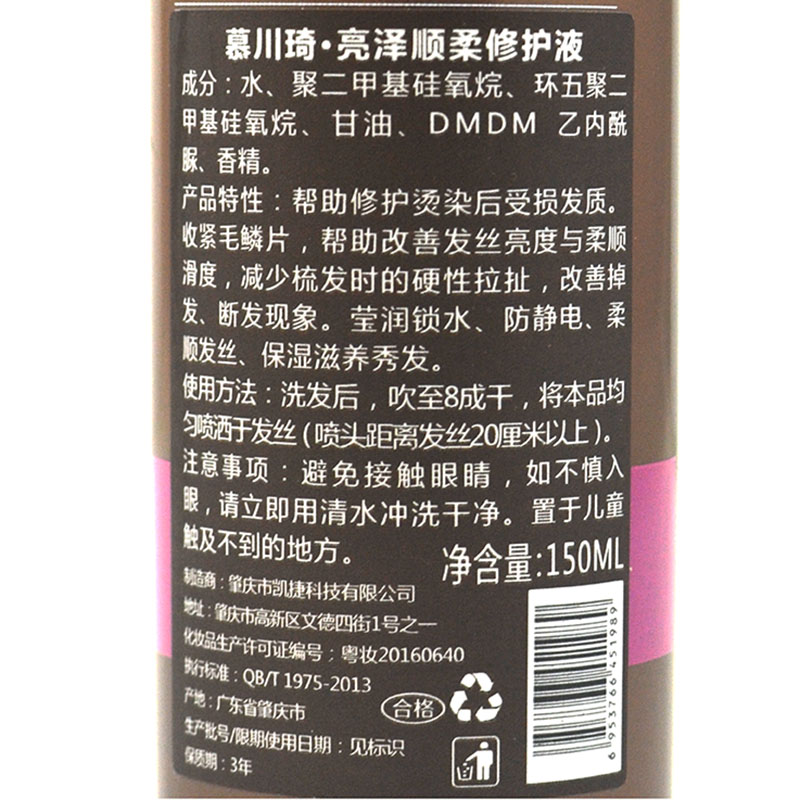 慕川琦·亮泽顺柔修护液
成分：水、聚二甲基硅氧烷、环五聚二
甲基硅氧烷、甘油、DMDM 乙内酰
脲、香精。
产品特性：帮助修护烫染后受损发质。
收紧毛鳞片，帮助改善发丝亮度与柔顺
滑度，减少梳发时的硬性拉扯，改善掉
发、断发现象。莹润锁水、防静电、柔
顺发丝、保湿滋养秀发。
使用方法：洗发后，吹至8成干，将本品均
匀喷洒于发丝（喷头距离发丝20厘米以上）。
注意事项：避免接触眼睛，如不慎入
眼，请立即用清水冲洗干净。置于儿童
触及不到的地方。
净含量:150ML
制造商：肇庆市凯捷科技有限公司
地址：肇庆市高新区文德四街1号之一
化妆品生产许可证编号：粤妆20160640
执行标准：QB/T 1975-2013
产地：广东省肇庆市
生产批号/限期使用日期：见标识
保质期：3年
合格
6 953766 451989